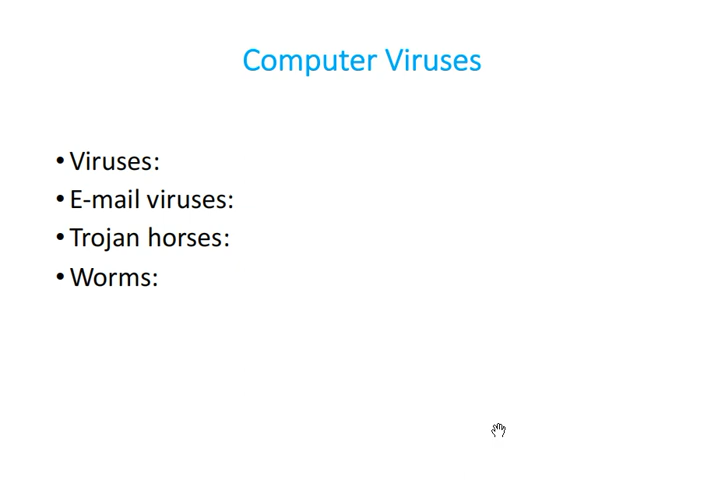 Computer Viruses
• Viruses:
• E-mail viruses:
• Trojan horses:
• Worms: